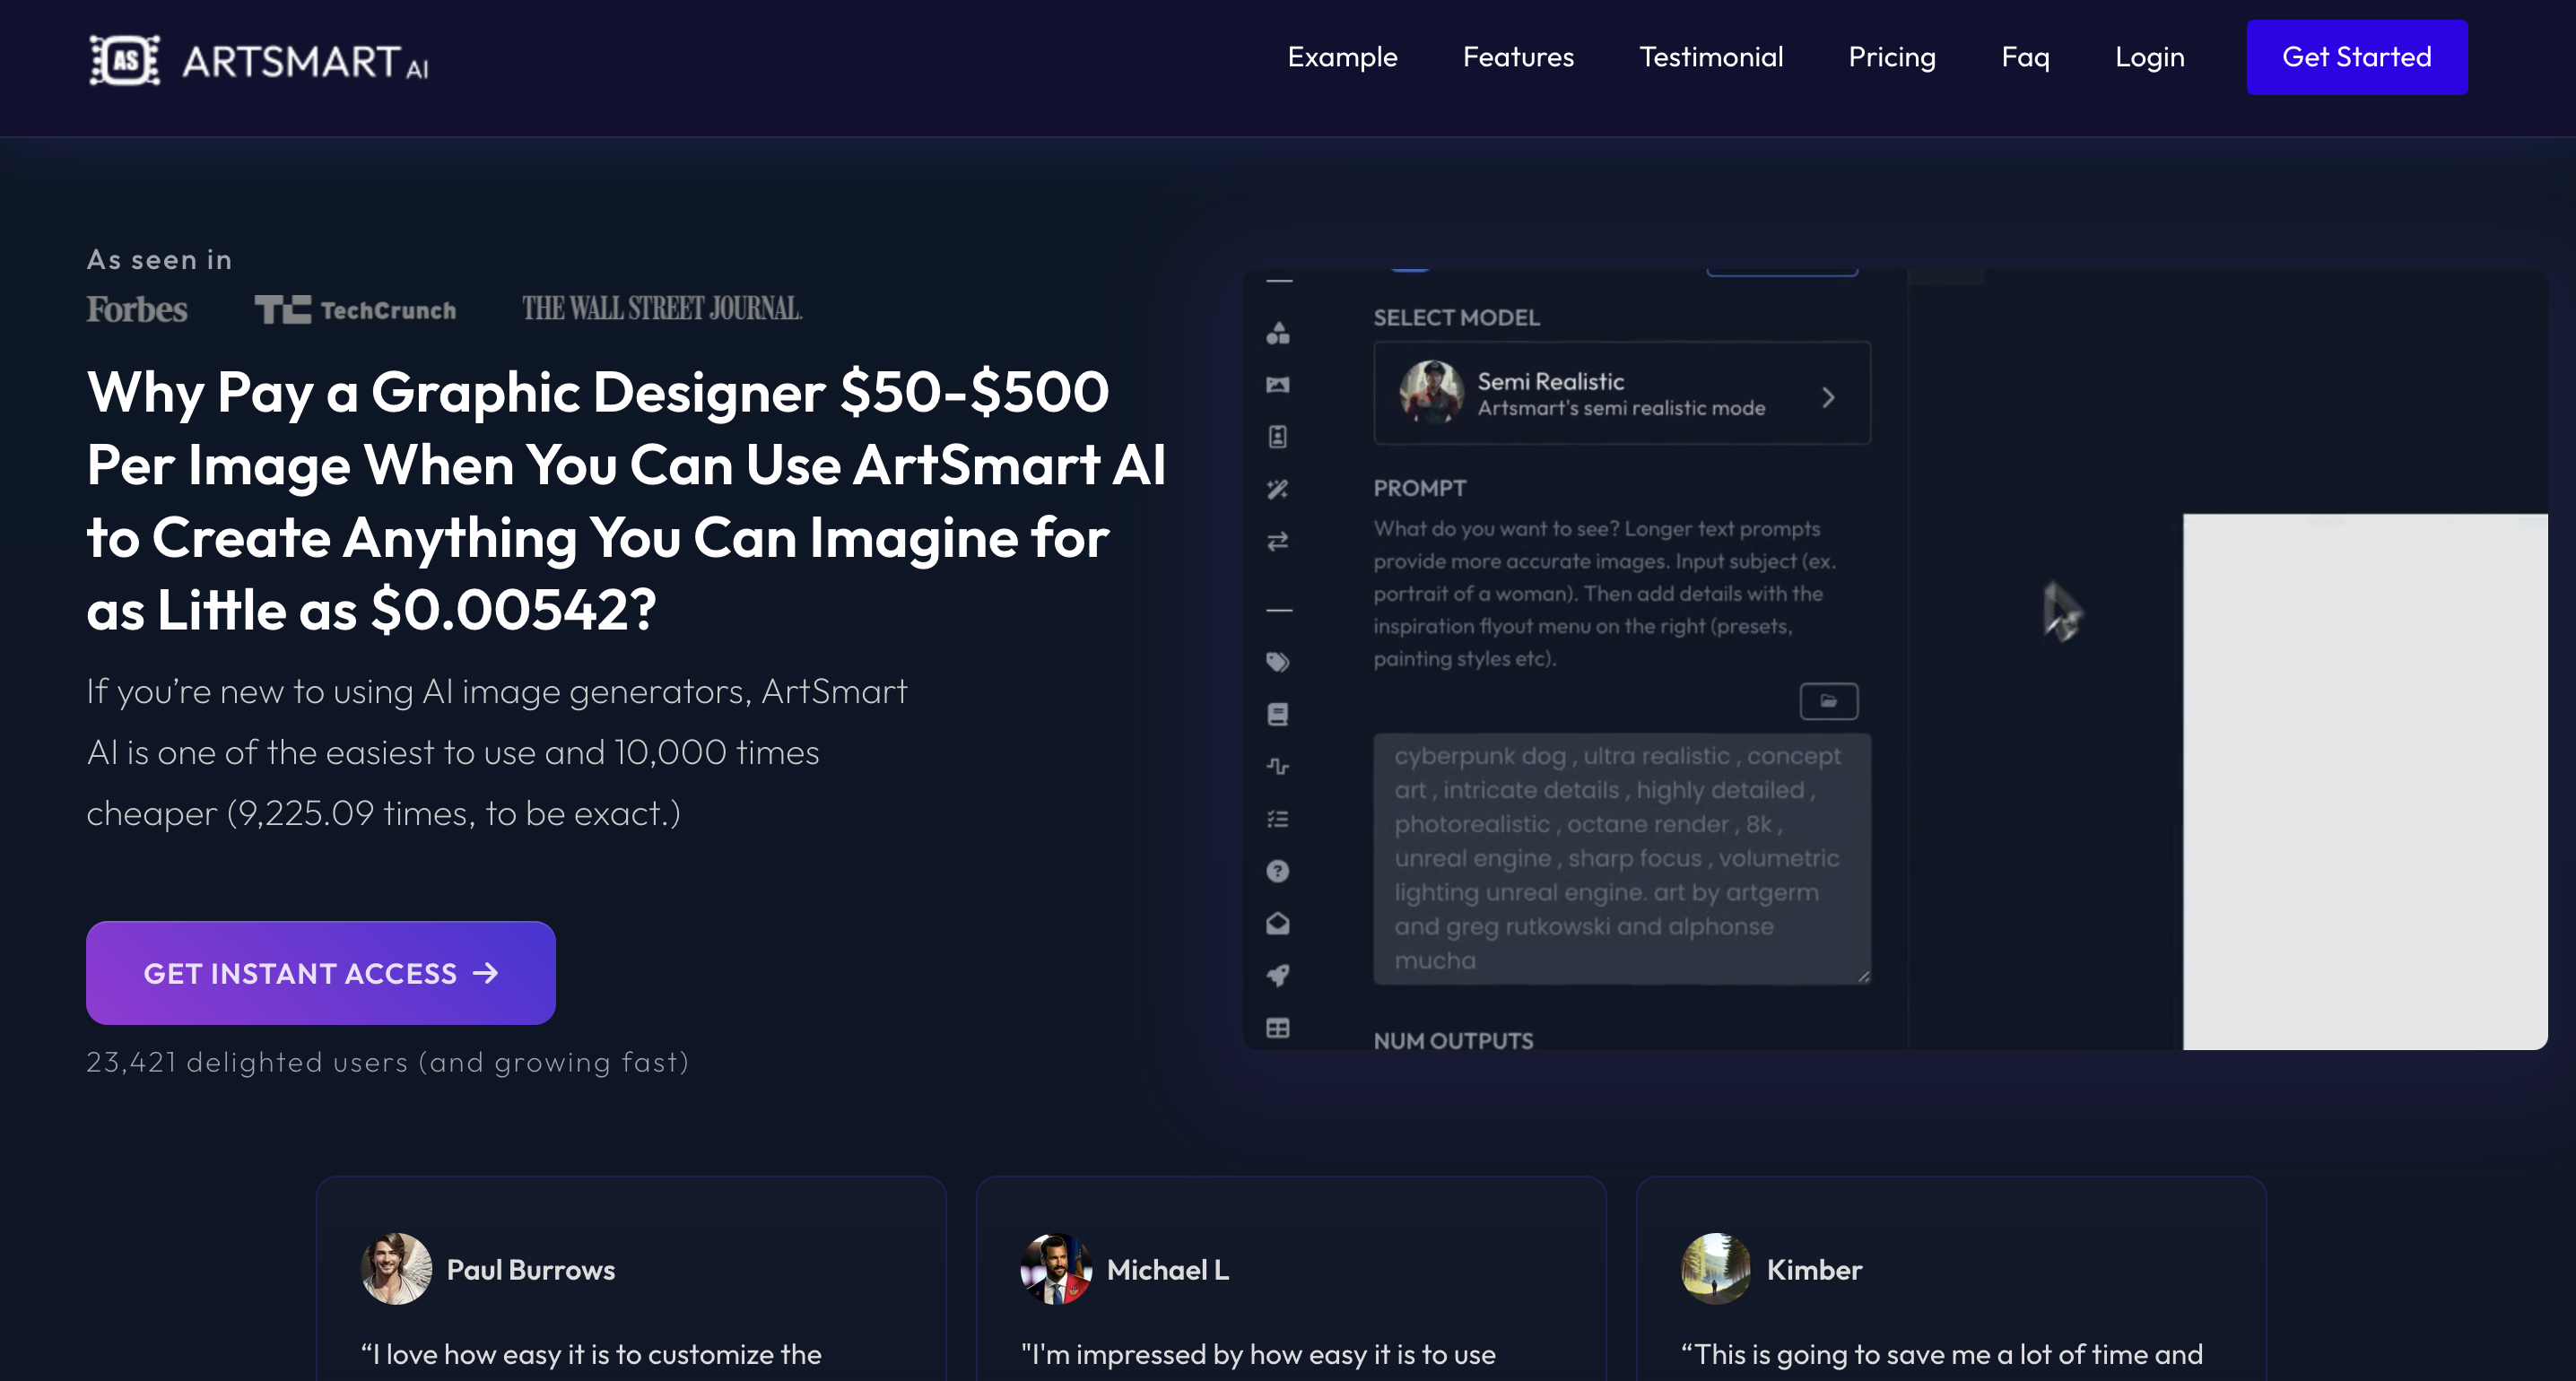 AS ARTSMART AI
Example Features Testimonial Pricing Faq Login Get Started
As seen in
Forbes TC TechCrunch THE WALL STREET JOURNAL.
Why Pay a Graphic Designer $50-$500
Per Image When You Can Use ArtSmart AI
to Create Anything You Can Imagine for
as Little as $0.00542?
If you’re new to using AI image generators, ArtSmart
AI is one of the easiest to use and 10,000 times
cheaper (9,225.09 times, to be exact.)
GET INSTANT ACCESS →
23,421 delighted users (and growing fast)
SELECT MODEL
Semi Realistic
Artsmart's semi realistic mode
PROMPT
What do you want to see? Longer text prompts
provide more accurate images. Input subject (ex.
portrait of a woman). Then add details with the
inspiration flyout menu on the right (presets,
painting styles etc).
cyberpunk dog , ultra realistic , concept
art , intricate details , highly detailed ,
photorealistic , octane render , 8k ,
unreal engine , sharp focus , volumetric
lighting unreal engine. art by artgerm
and greg rutkowski and alphonse
mucha
NUM OUTPUTS
Paul Burrows
“I love how easy it is to customize the
Michael L
"I'm impressed by how easy it is to use
Kimber
“This is going to save me a lot of time and